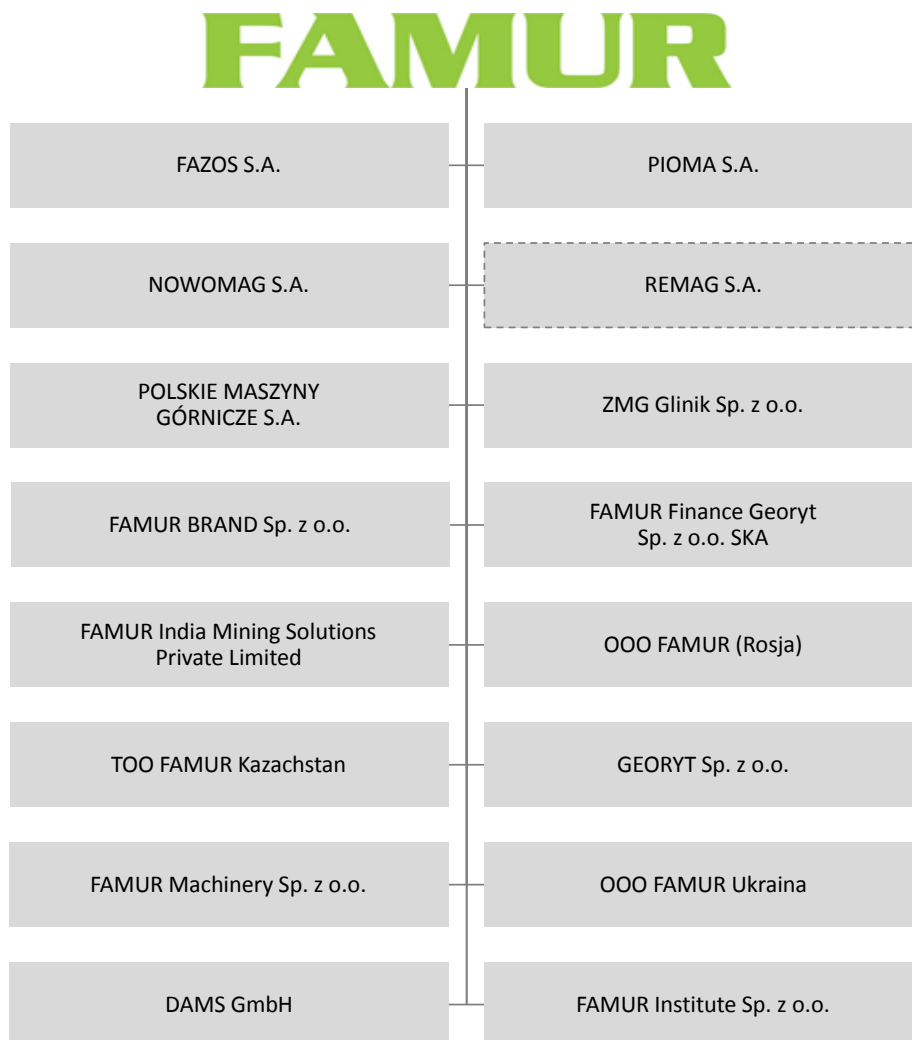 FAMUR
FAZOS S.A.
PIOMA S.A.
NOWOMAG S.A.
REMAG S.A.
POLSKIE MASZYNY
GÓRNICZE S.A.
ZMG Glinik Sp. z o.o.
FAMUR BRAND Sp. z o.o.
FAMUR Finance Georyt
Sp. z o.o. SKA
FAMUR India Mining Solutions
Private Limited
OOO FAMUR (Rosja)
TOO FAMUR Kazachstan
GEORYT Sp. z o.o.
FAMUR Machinery Sp. z o.o.
OOO FAMUR Ukraina
DAMS GmbH
FAMUR Institute Sp. z o.o.